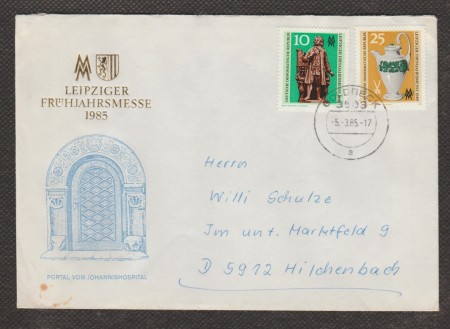 LEIPZIGER
FRÜHJAHRSMESSE
1985
10
25
-5.-3.85.-17
a
Herrn
Willi Schulze
Im unt. Marktfeld 9
D 5912 Hilchenbach
PORTAL VOM JOHANNISHOSPITAL